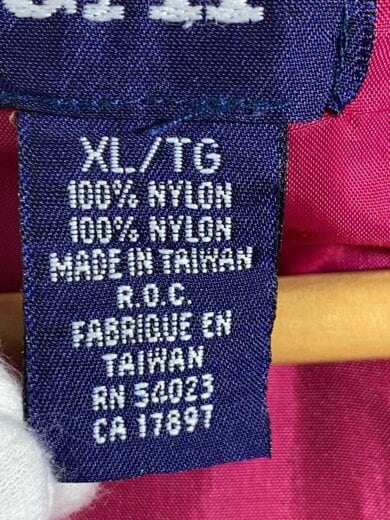 XL/TG
100% NYLON
100% NYLON
MADE IN TAIWAN
R.O.C.
FABRIQUE EN
TAIWAN
RN 54023
CA 17897